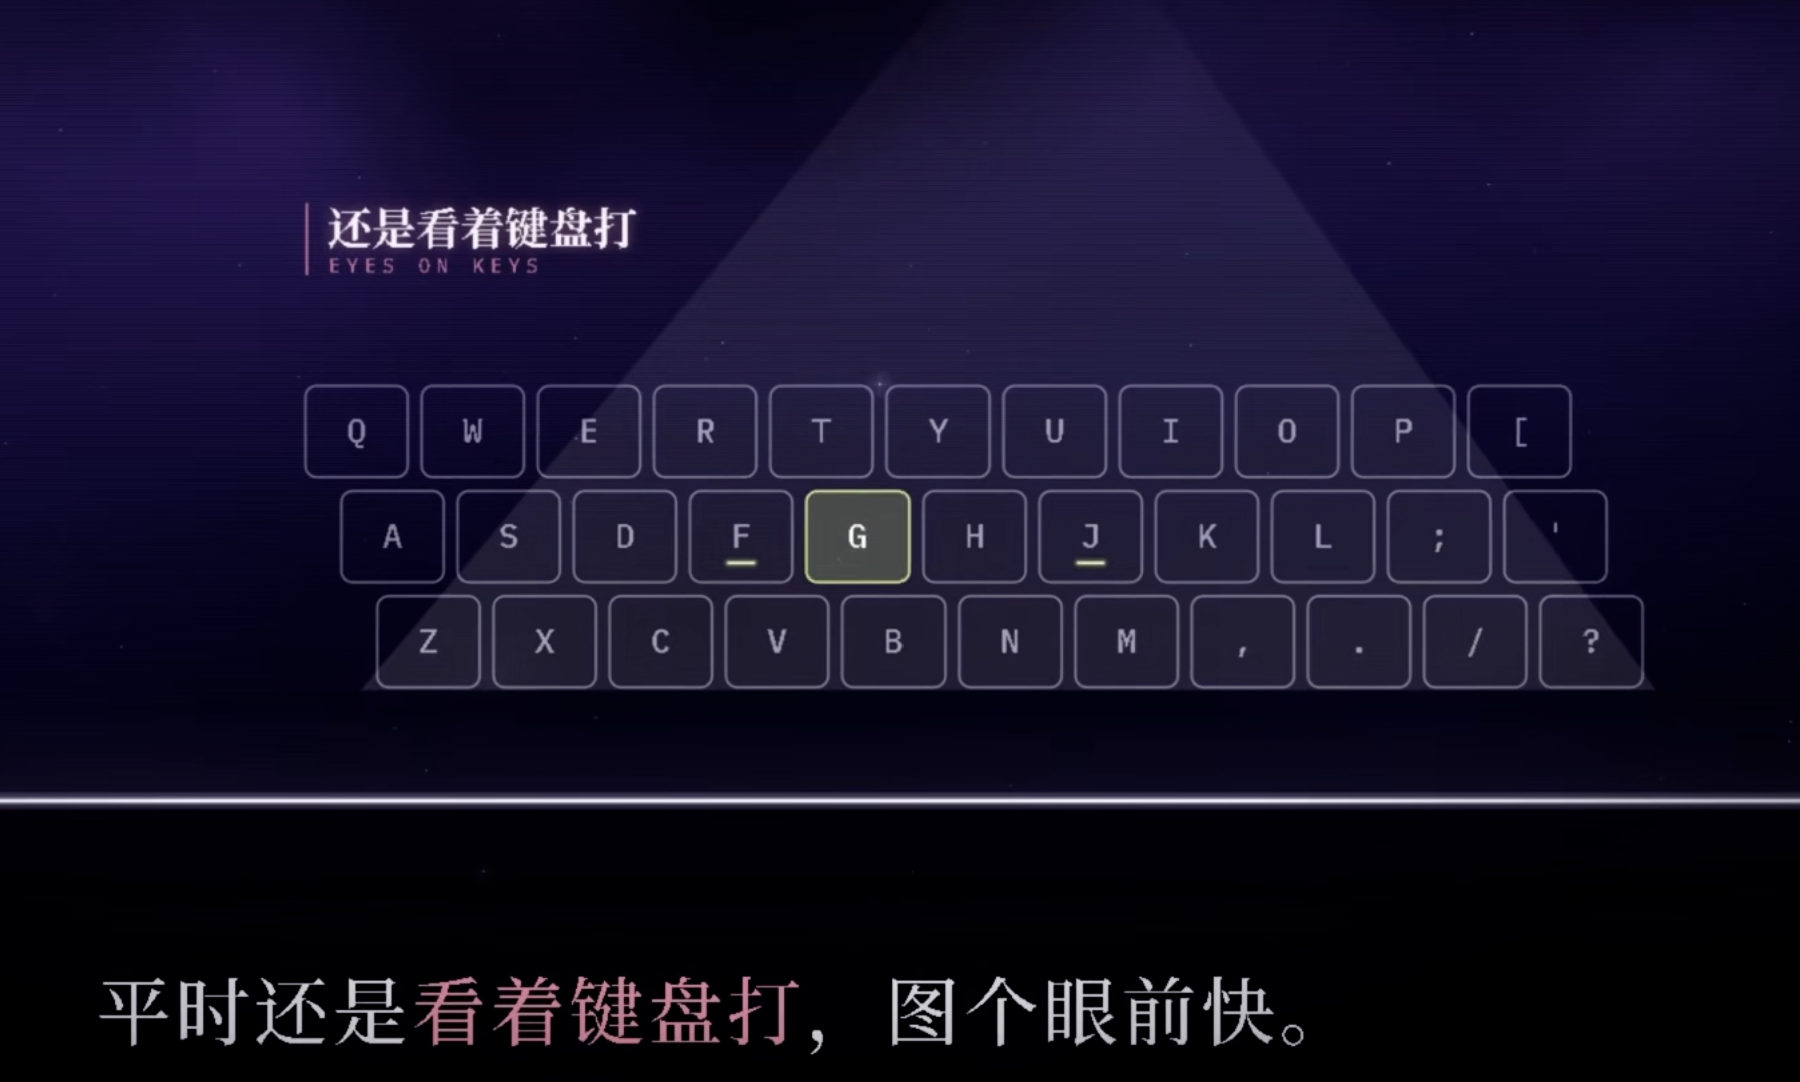 还是看着键盘打
EYES ON KEYS
Q W E R T Y U I O P [
A S D F G H J K L ; '
Z X C V B N M , . / ?
平时还是看着键盘打，图个眼前快。